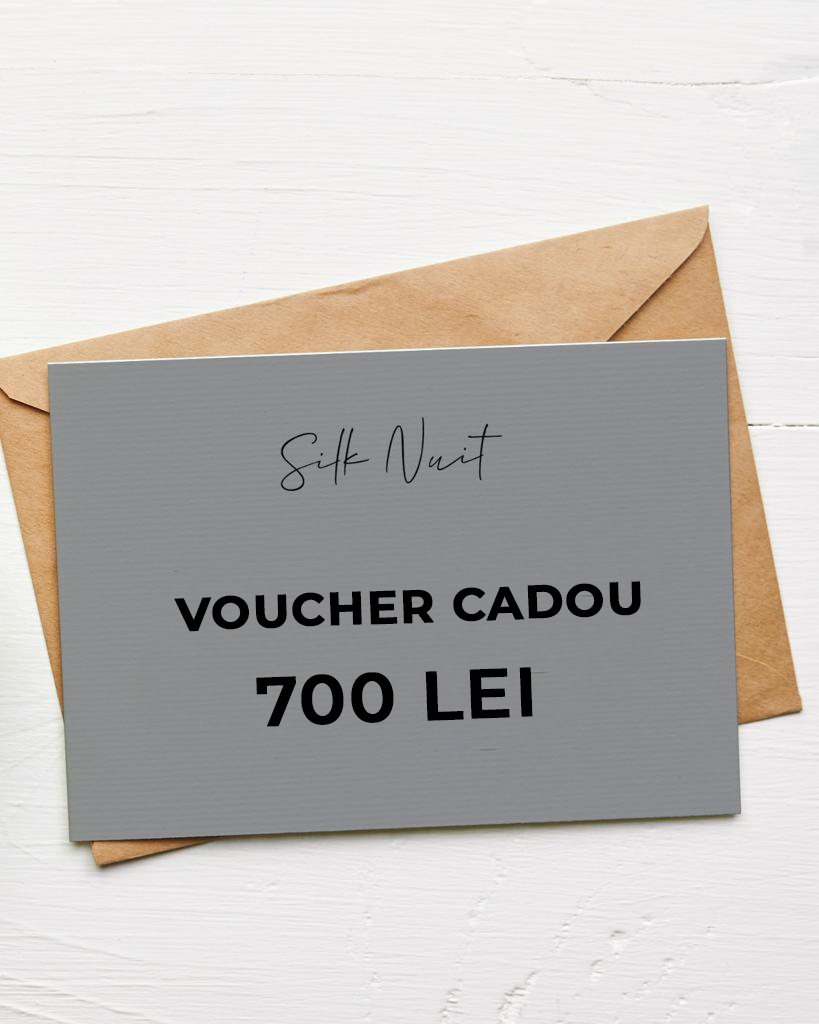 Silk Nuit
VOUCHER CADOU
700 LEI